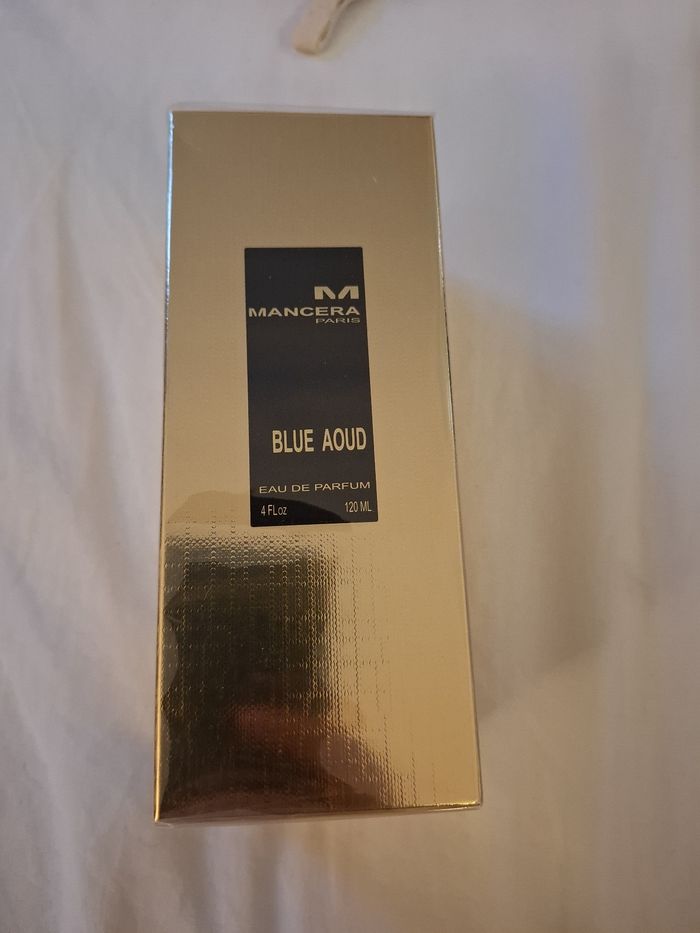 M
MANCERA
PARIS
BLUE AOUD
EAU DE PARFUM
4 FLoz 120 ML